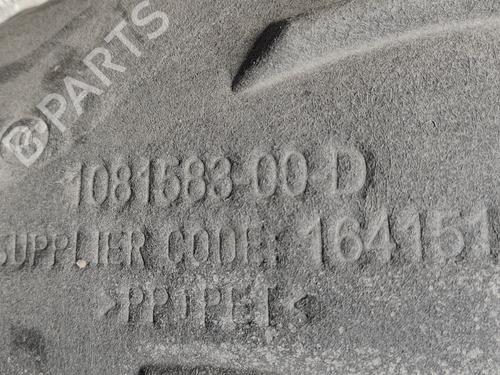 B-PARTS
1081583-00-D
SUPPLIER CODE: 164151
>PP+PET<